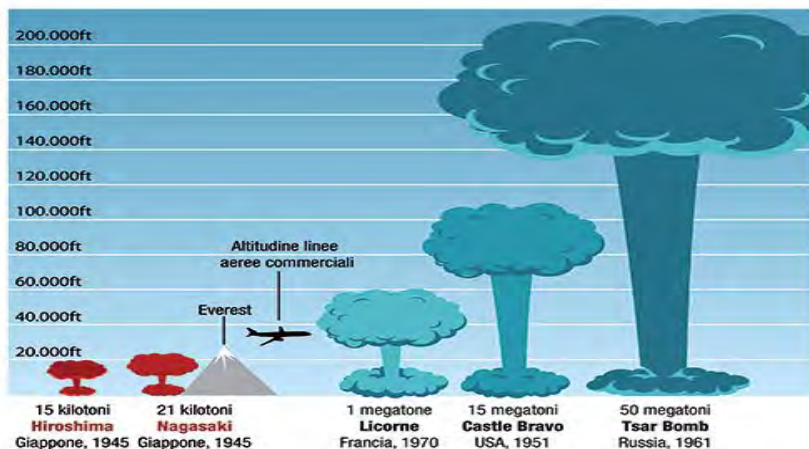 200.000ft
180.000ft
160.000ft
140.000ft
120.000ft
100.000ft
80.000ft
60.000ft
40.000ft
20.000ft
Altitudine linee
aeree commerciali
Everest
15 kilotoni
Hiroshima
Giappone, 1945
21 kilotoni
Nagasaki
Giappone, 1945
1 megatone
Licorne
Francia, 1970
15 megatoni
Castle Bravo
USA, 1951
50 megatoni
Tsar Bomb
Russia, 1961